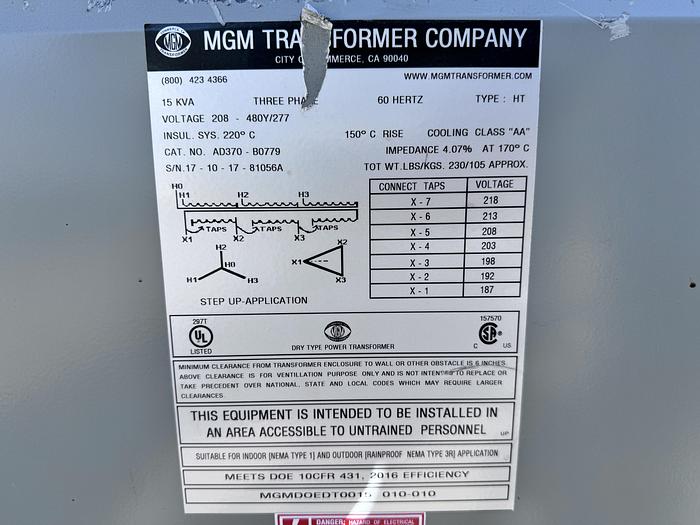 MGM TRANSFORMER COMPANY
CITY OF COMMERCE, CA 90040
MGM
(800) 423 4366 WWW.MGMTRANSFORMER.COM
15 KVA THREE PHASE 60 HERTZ TYPE : HT
VOLTAGE 208 - 480Y/277
INSUL. SYS. 220° C 150° C RISE COOLING CLASS "AA"
CAT. NO. AD370 - B0779 IMPEDANCE 4.07% AT 170° C
S/N.17 - 10 - 17 - 81056A TOT WT.LBS/KGS. 230/105 APPROX.
H0
H1 H2 H3
TAPS TAPS TAPS
X1 X2 X3
H2
H0
H1 H3
X2
X1
X3
STEP UP-APPLICATION
CONNECT TAPS VOLTAGE
X - 7 218
X - 6 213
X - 5 208
X - 4 203
X - 3 198
X - 2 192
X - 1 187
297T
UL
LISTED
MGM
DRY TYPE POWER TRANSFORMER
157570
SA
C US
MINIMUM CLEARANCE FROM TRANSFORMER ENCLOSURE TO WALL OR OTHER OBSTACLE IS 6 INCHES.
ABOVE CLEARANCE IS FOR VENTILLATION PURPOSE ONLY AND IS NOT INTENDED TO REPLACE OR
TAKE PRECEDENT OVER NATIONAL, STATE AND LOCAL CODES WHICH MAY REQUIRE LARGER
CLEARANCES
THIS EQUIPMENT IS INTENDED TO BE INSTALLED IN
AN AREA ACCESSIBLE TO UNTRAINED PERSONNEL UP
SUITABLE FOR INDOOR [NEMA TYPE 1] AND OUTDOOR [RAINPROOF NEMA TYPE 3R] APPLICATION
MEETS DOE 10CFR 431, 2016 EFFICIENCY
MGMDOEDT0015 010-010
DANGER: HAZARD OF ELECTRICAL